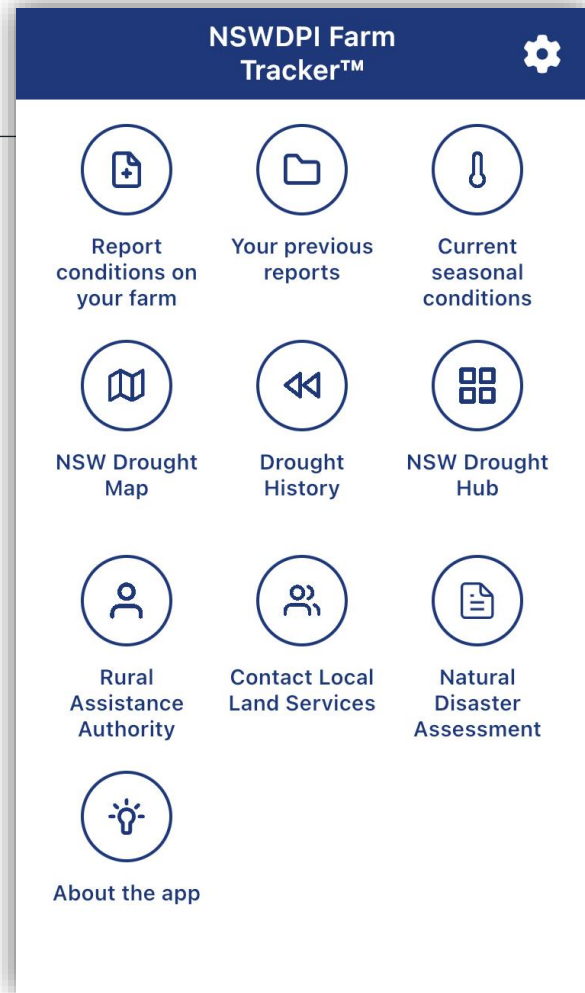 NSWDPI Farm
Tracker™
Report
conditions on
your farm
Your previous
reports
Current
seasonal
conditions
NSW Drought
Map
Drought
History
NSW Drought
Hub
Rural
Assistance
Authority
Contact Local
Land Services
Natural
Disaster
Assessment
About the app